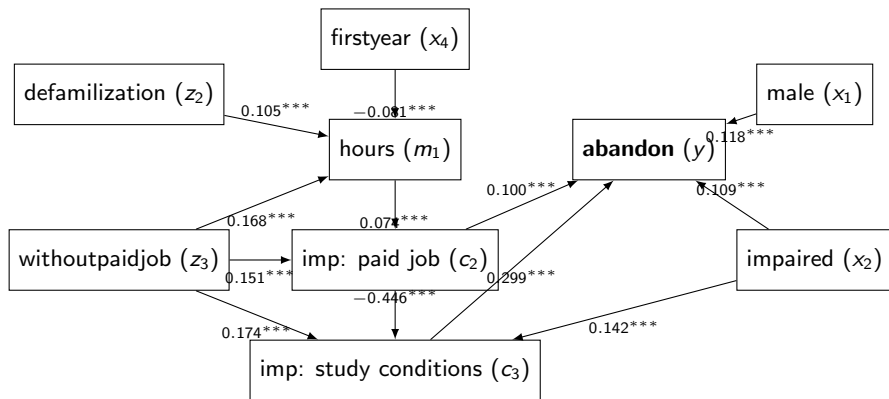 firstyear (x₄)
defamilization (z₂)
male (x₁)
0.105***
−0.081***
0.118***
hours (m₁)
abandon (y)
0.168***
0.074***
0.100***
0.109***
withoutpaidjob (z₃)
imp: paid job (c₂)
impaired (x₂)
0.151***
0.299***
−0.446***
0.174***
0.142***
imp: study conditions (c₃)